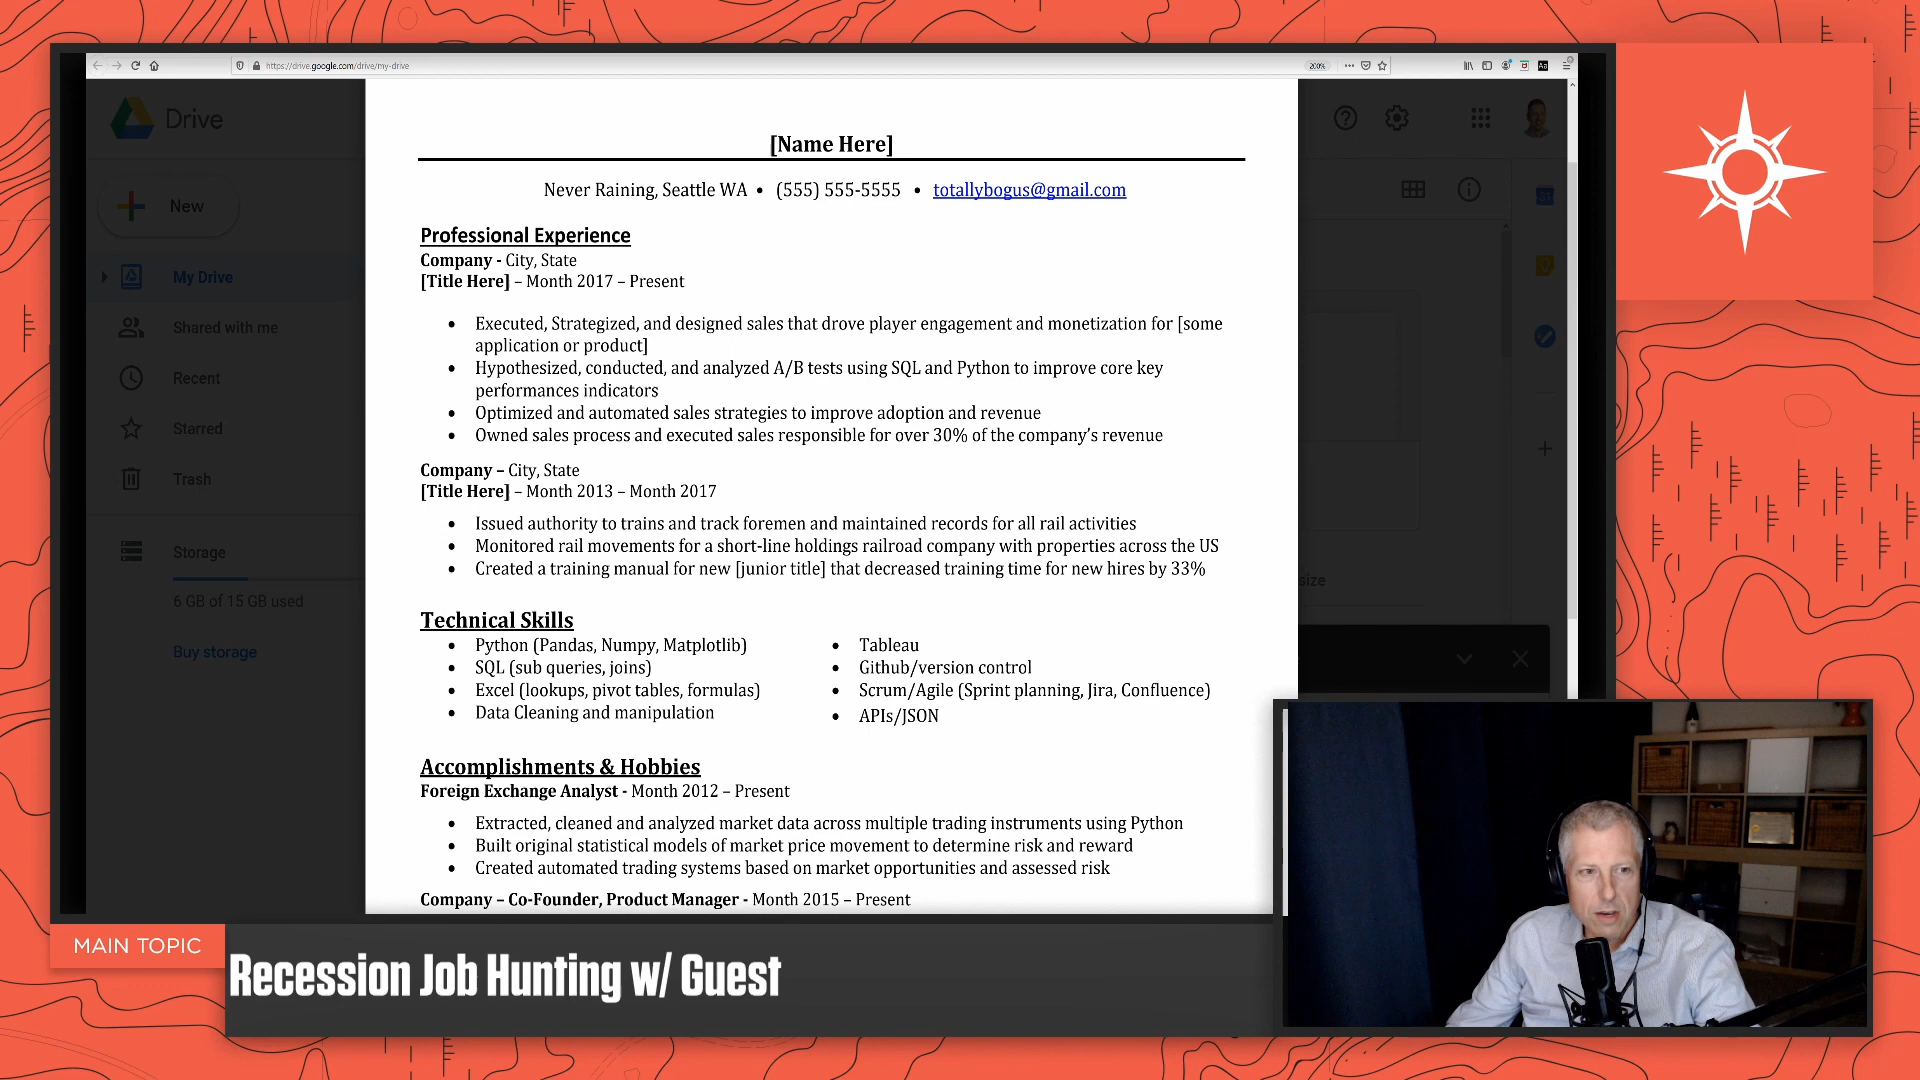 https://drive.google.com/drive/my-drive
200%
Drive
New
My Drive
Shared with me
Recent
Starred
Trash
Storage
6 GB of 15 GB used
Buy storage
[Name Here]
Never Raining, Seattle WA • (555) 555-5555 • totallybogus@gmail.com
Professional Experience
Company - City, State
[Title Here] – Month 2017 – Present
• Executed, Strategized, and designed sales that drove player engagement and monetization for [some
application or product]
• Hypothesized, conducted, and analyzed A/B tests using SQL and Python to improve core key
performances indicators
• Optimized and automated sales strategies to improve adoption and revenue
• Owned sales process and executed sales responsible for over 30% of the company’s revenue
Company – City, State
[Title Here] – Month 2013 – Month 2017
• Issued authority to trains and track foremen and maintained records for all rail activities
• Monitored rail movements for a short-line holdings railroad company with properties across the US
• Created a training manual for new [junior title] that decreased training time for new hires by 33%
Technical Skills
• Python (Pandas, Numpy, Matplotlib)
• SQL (sub queries, joins)
• Excel (lookups, pivot tables, formulas)
• Data Cleaning and manipulation
• Tableau
• Github/version control
• Scrum/Agile (Sprint planning, Jira, Confluence)
• APIs/JSON
Accomplishments & Hobbies
Foreign Exchange Analyst - Month 2012 – Present
• Extracted, cleaned and analyzed market data across multiple trading instruments using Python
• Built original statistical models of market price movement to determine risk and reward
• Created automated trading systems based on market opportunities and assessed risk
Company – Co-Founder, Product Manager - Month 2015 – Present
size
MAIN TOPIC
Recession Job Hunting w/ Guest